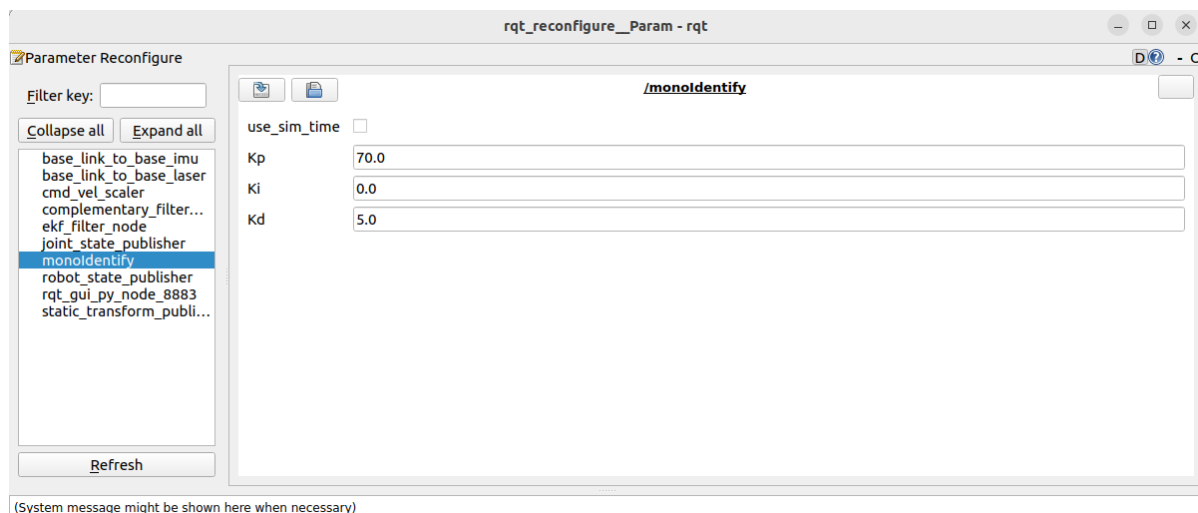 rqt_reconfigure__Param - rqt
Parameter Reconfigure
D - C
Filter key:
Collapse all Expand all
base_link_to_base_imu
base_link_to_base_laser
cmd_vel_scaler
complementary_filter...
ekf_filter_node
joint_state_publisher
monoIdentify
robot_state_publisher
rqt_gui_py_node_8883
static_transform_publi...
Refresh
/monoIdentify
use_sim_time
Kp 70.0
Ki 0.0
Kd 5.0
(System message might be shown here when necessary)